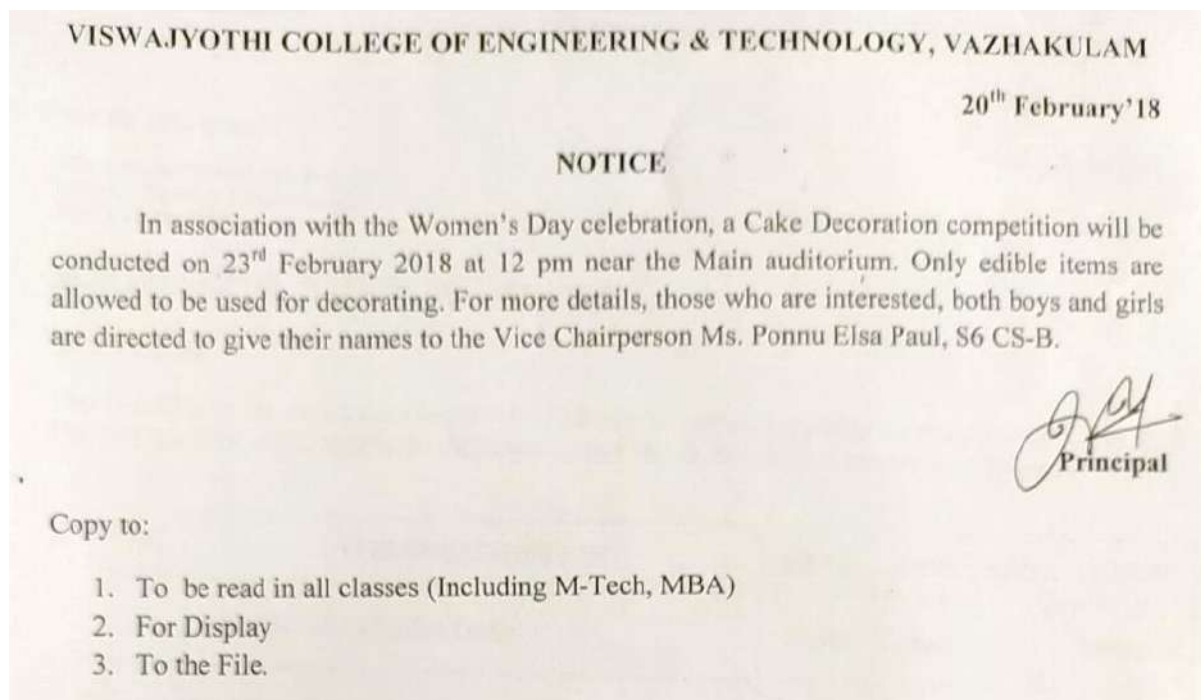 VISWAJYOTHI COLLEGE OF ENGINEERING & TECHNOLOGY, VAZHAKULAM
20th February'18
NOTICE
In association with the Women's Day celebration, a Cake Decoration competition will be
conducted on 23rd February 2018 at 12 pm near the Main auditorium. Only edible items are
allowed to be used for decorating. For more details, those who are interested, both boys and girls
are directed to give their names to the Vice Chairperson Ms. Ponnu Elsa Paul, S6 CS-B.
Principal
Copy to:
1. To be read in all classes (Including M-Tech, MBA)
2. For Display
3. To the File.